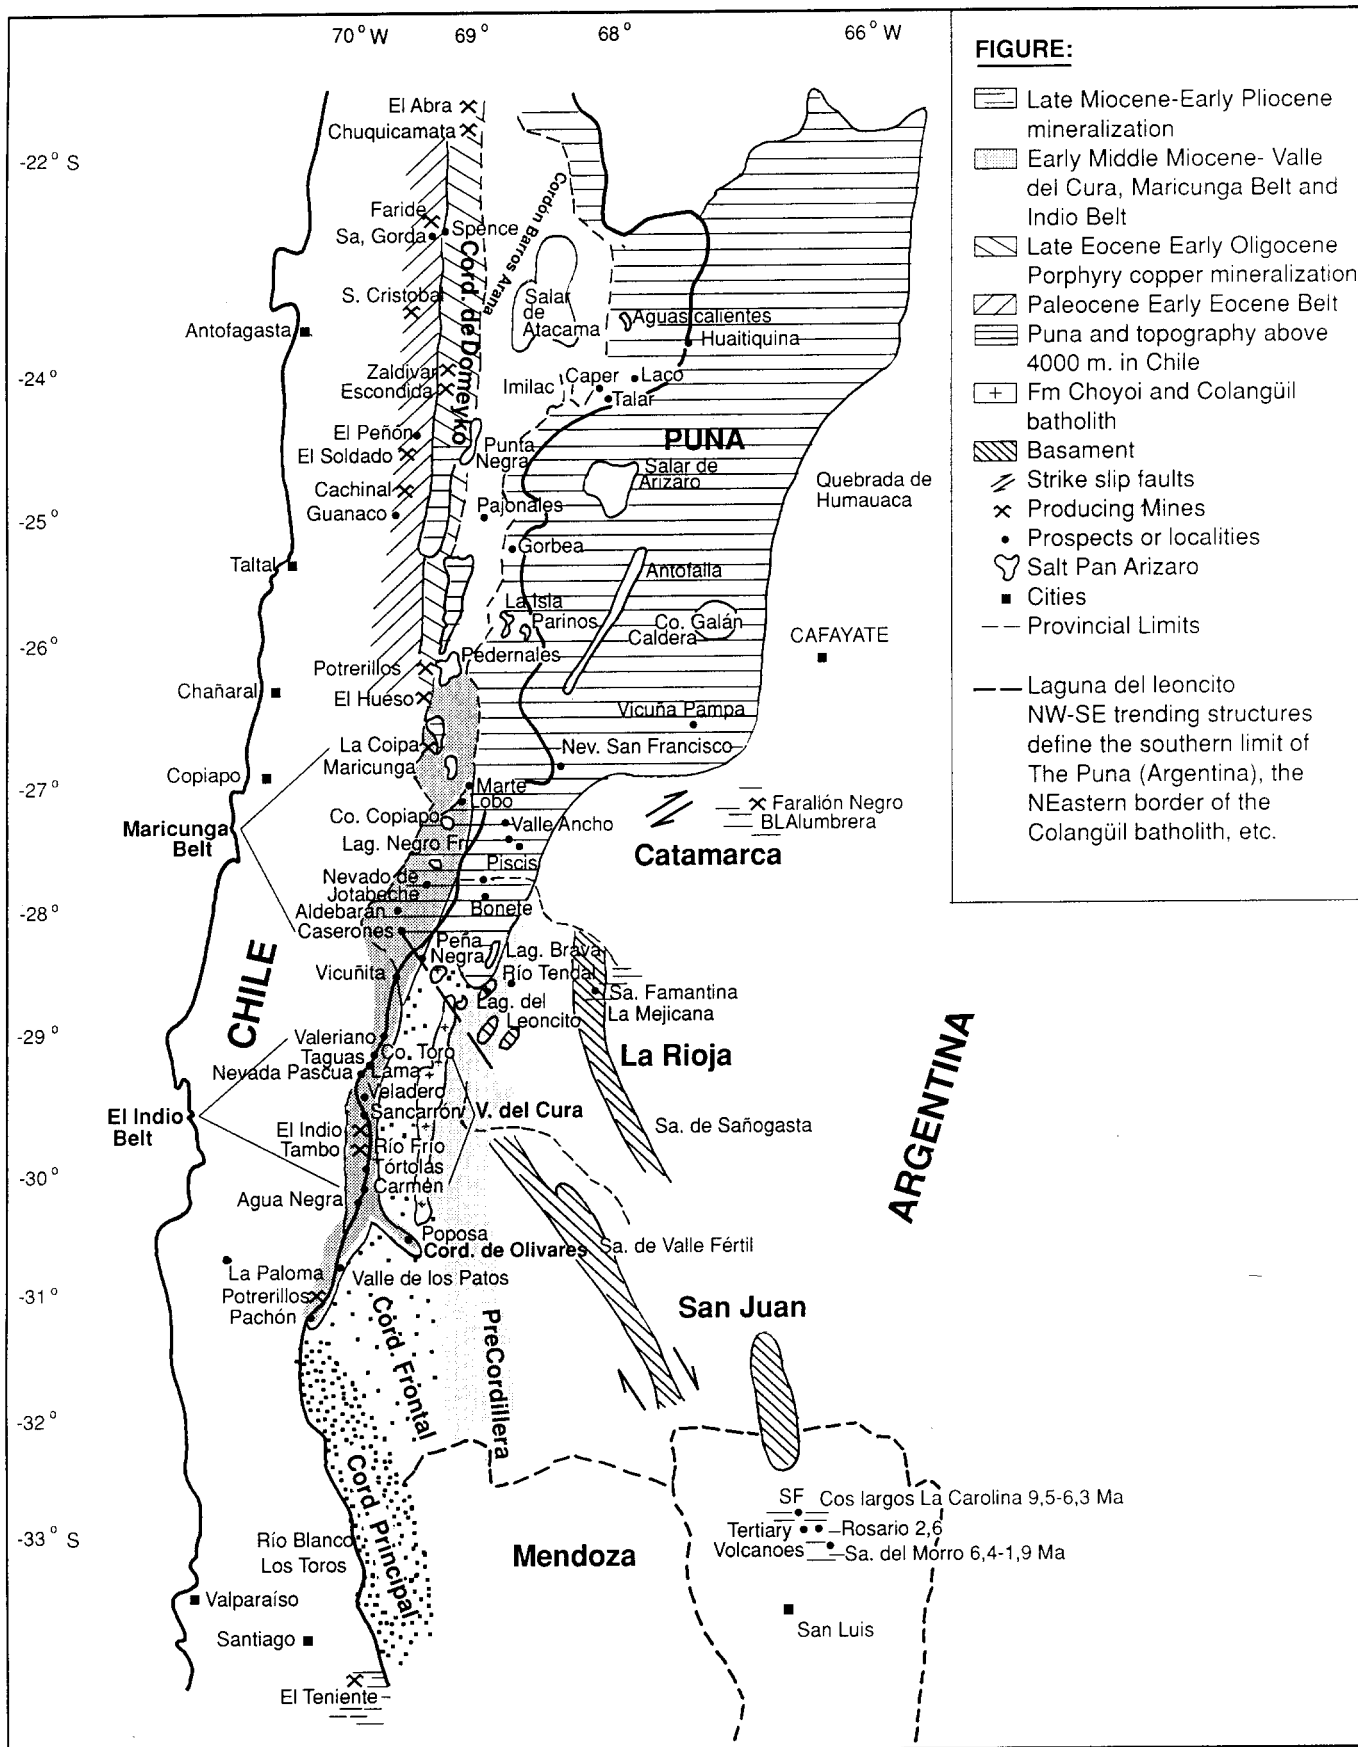 70° W
69°
68°
66° W
-22° S
-24°
-25°
-26°
-27°
-28°
-29°
-30°
-31°
-32°
-33° S
El Abra
Chuquicamata
Faride
Sa, Gorda
Spence
Cordón Barros Arana
Cord. de Domeyko
S. Cristobal
Salar
de
Atacama
Aguas calientes
Huaitiquina
Antofagasta
Zaldivar
Escondida
Imilac
Caper
Laco
Talar
El Peñón
El Soldado
Punta
Negra
PUNA
Salar de
Arizaro
Quebrada de
Humauaca
Cachinal
Guanaco
Pajonales
Gorbea
Taltal
Antofalla
La Isla
Parinos
Co. Galán
Caldera
CAFAYATE
Pedernales
Potrerillos
El Hueso
Chañaral
Vicuña Pampa
Nev. San Francisco
La Coipa
Maricunga
Copiapo
Marte
Lobo
Farallón Negro
BLAlumbrera
Co. Copiapó
Valle Ancho
Maricunga
Belt
Lag. Negro Fr.
Catamarca
Piscis
Nevado de
Jotabeche
Aldebarán
Bonete
Caserones
Peña
Negra
Lag. Brava
CHILE
Vicuñita
Río Tendal
Sa. Famantina
La Mejicana
Lag. del
Leoncito
Valeriano
Taguas
Co. Toro
Nevada Pascua
Lama
La Rioja
ARGENTINA
Veladero
Sancarrón
V. del Cura
El Indio
Belt
El Indio
Tambo
Río Frio
Tórtolas
Carmen
Sa. de Sañogasta
Agua Negra
Poposa
Cord. de Olivares
Sa. de Valle Fértil
La Paloma
Valle de los Patos
Potrerillos
Pachón
San Juan
Cord. Frontal
PreCordillera
Cord. Principal
SF
Cos largos La Carolina 9,5-6,3 Ma
Tertiary
Rosario 2,6
Volcanoes
Sa. del Morro 6,4-1,9 Ma
Río Blanco
Los Toros
Mendoza
Valparaíso
Santiago
San Luis
El Teniente
FIGURE:
Late Miocene-Early Pliocene
mineralization
Early Middle Miocene- Valle
del Cura, Maricunga Belt and
Indio Belt
Late Eocene Early Oligocene
Porphyry copper mineralization
Paleocene Early Eocene Belt
Puna and topography above
4000 m. in Chile
Fm Choyoi and Colangüil
batholith
Basament
Strike slip faults
Producing Mines
Prospects or localities
Salt Pan Arizaro
Cities
Provincial Limits
Laguna del leoncito
NW-SE trending structures
define the southern limit of
The Puna (Argentina), the
NEastern border of the
Colangüil batholith, etc.